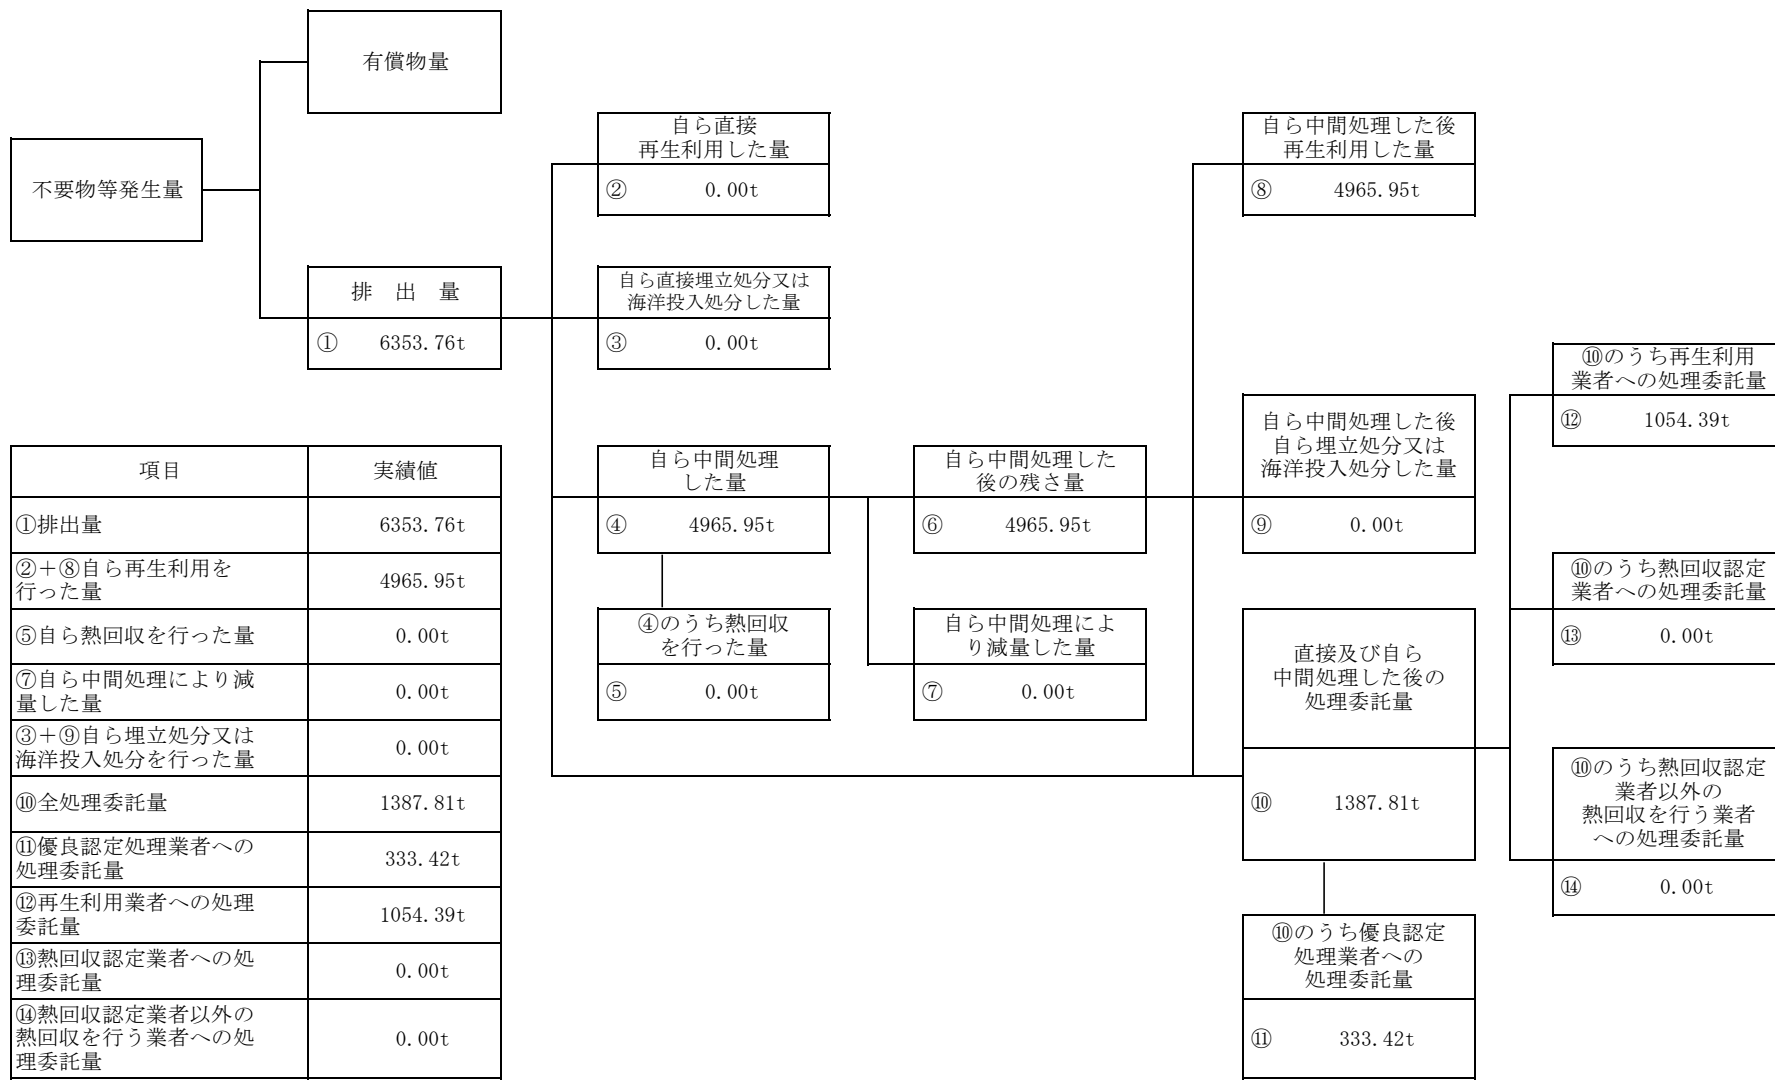 有償物量
不要物等発生量
排 出 量
① 6353.76t
自ら直接
再生利用した量
② 0.00t
自ら直接埋立処分又は
海洋投入処分した量
③ 0.00t
自ら中間処理
した量
④ 4965.95t
④のうち熱回収
を行った量
⑤ 0.00t
自ら中間処理した
後の残さ量
⑥ 4965.95t
自ら中間処理によ
り減量した量
⑦ 0.00t
自ら中間処理した後
再生利用した量
⑧ 4965.95t
自ら中間処理した後
自ら埋立処分又は
海洋投入処分した量
⑨ 0.00t
直接及び自ら
中間処理した後の
処理委託量
⑩ 1387.81t
⑩のうち優良認定
処理業者への
処理委託量
⑪ 333.42t
⑩のうち再生利用
業者への処理委託量
⑫ 1054.39t
⑩のうち熱回収認定
業者への処理委託量
⑬ 0.00t
⑩のうち熱回収認定
業者以外の
熱回収を行う業者
への処理委託量
⑭ 0.00t
項目 実績値
①排出量 6353.76t
②+⑧自ら再生利用を
行った量 4965.95t
⑤自ら熱回収を行った量 0.00t
⑦自ら中間処理により減
量した量 0.00t
③+⑨自ら埋立処分又は
海洋投入処分を行った量 0.00t
⑩全処理委託量 1387.81t
⑪優良認定処理業者への
処理委託量 333.42t
⑫再生利用業者への処理
委託量 1054.39t
⑬熱回収認定業者への処
理委託量 0.00t
⑭熱回収認定業者以外の
熱回収を行う業者への処
理委託量 0.00t